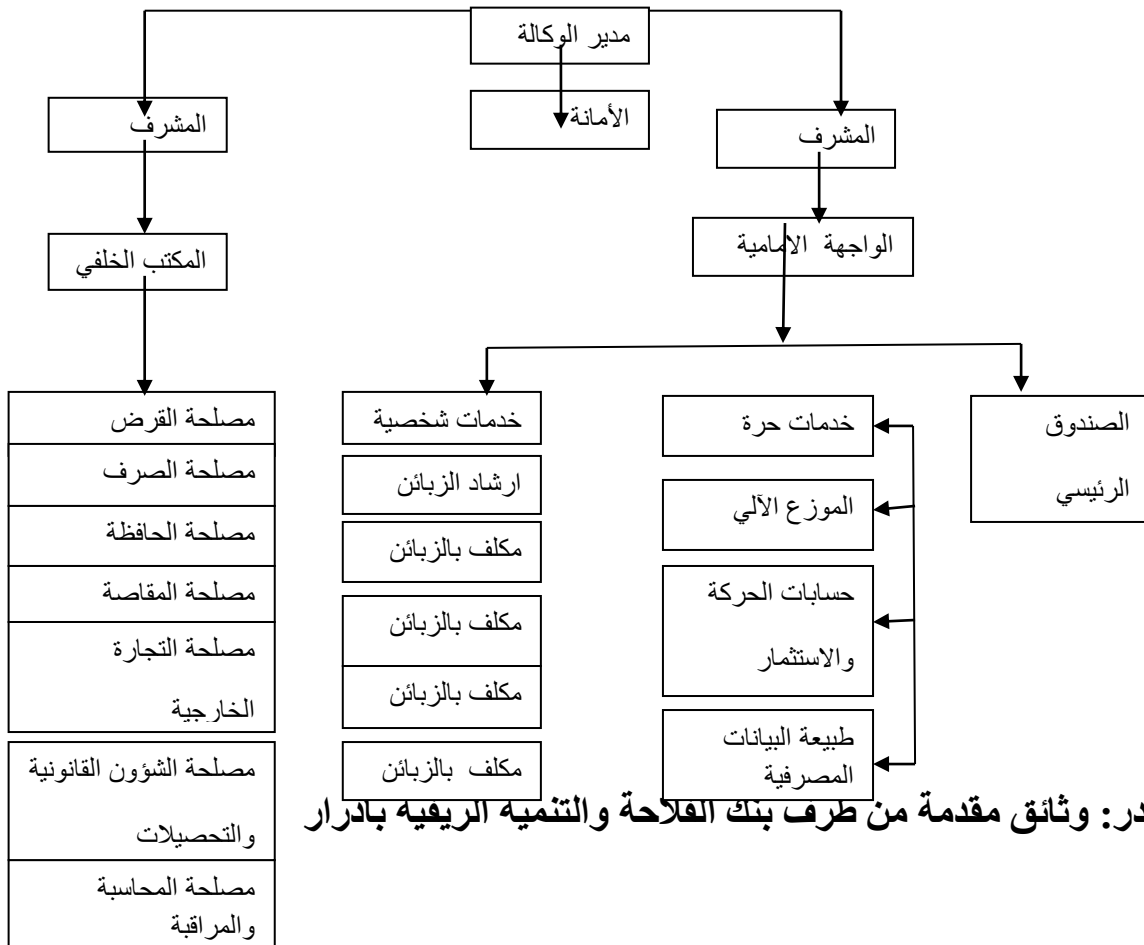 مدير الوكالة
الأمانة
المشرف
المشرف
الواجهة الامامية
المكتب الخلفي
الصندوق
الرئيسي
خدمات حرة
الموزع الآلي
حسابات الحركة
والاستثمار
طبيعة البيانات
المصرفية
خدمات شخصية
ارشاد الزبائن
مكلف بالزبائن
مكلف بالزبائن
مكلف بالزبائن
مكلف بالزبائن
مصلحة القرض
مصلحة الصرف
مصلحة الحافظة
مصلحة المقاصة
مصلحة التجارة
الخارجية
مصلحة الشؤون القانونية
والتحصيلات
مصلحة المحاسبة
والمراقبة
در: وثائق مقدمة من طرف بنك الفلاحة والتنمية الريفية بادرار